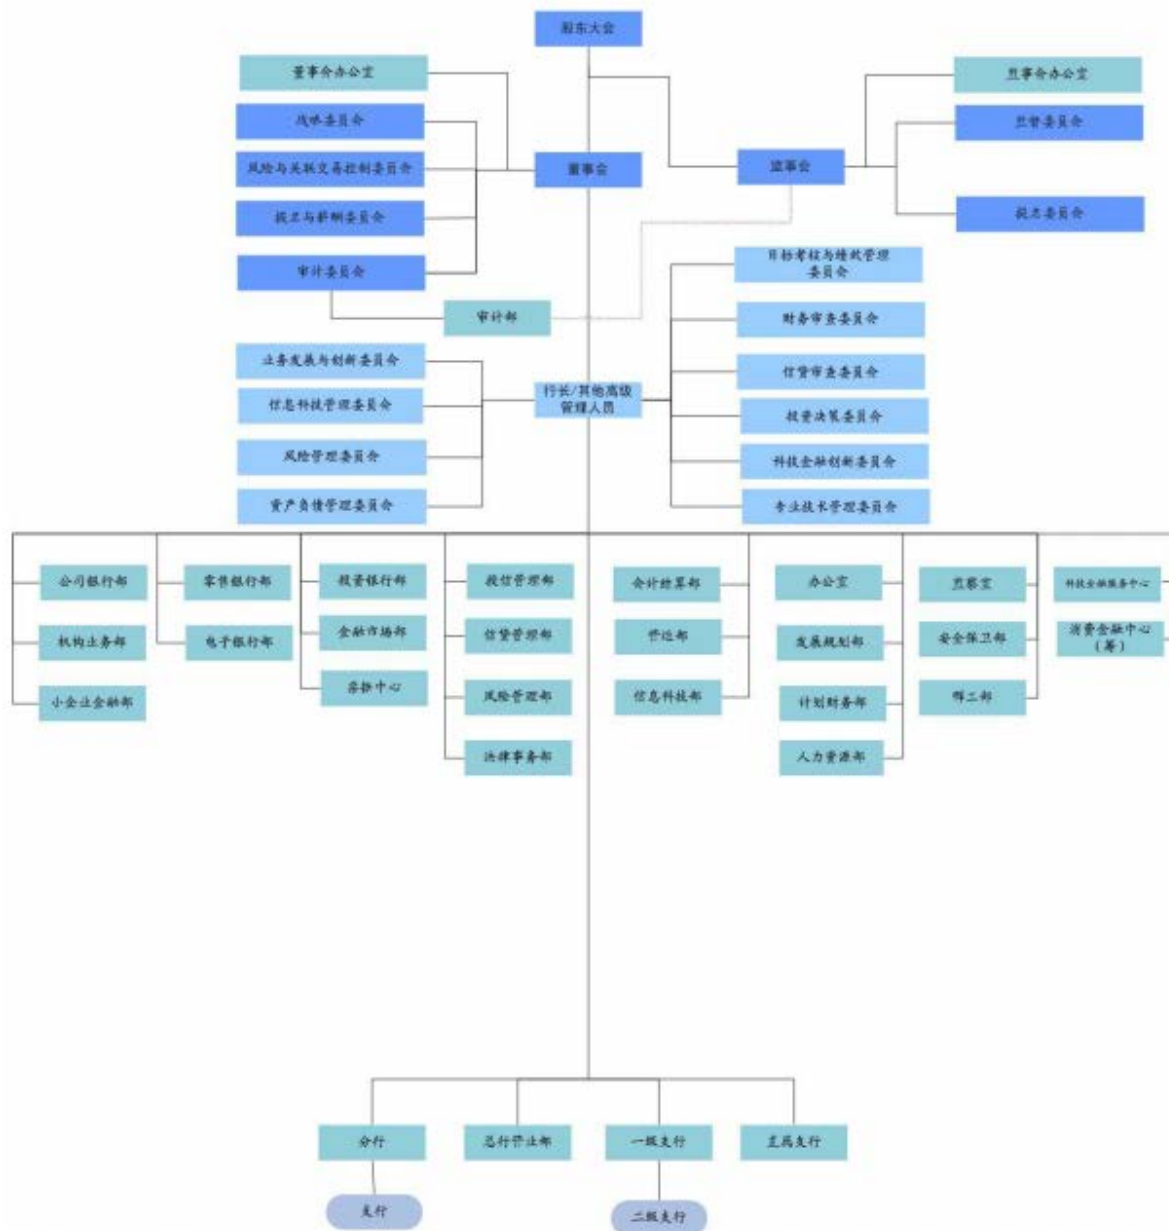 股东大会
董事会办公室
监事会办公室
战略委员会
监督委员会
风险与关联交易控制委员会
董事会
监事会
提名与薪酬委员会
提名委员会
审计委员会
目标考核与绩效管理
委员会
审计部
财务审查委员会
业务发展与创新委员会
信贷审查委员会
行长/其他高级
管理人员
信息科技管理委员会
投资决策委员会
风险管理委员会
科技金融创新委员会
资产负债管理委员会
专业技术管理委员会
公司银行部
零售银行部
投资银行部
授信管理部
会计结算部
办公室
监察室
科技金融服务中心
机构业务部
电子银行部
金融市场部
信贷管理部
营运部
发展规划部
安全保卫部
消费金融中心
（筹）
小企业金融部
票据中心
风险管理部
信息科技部
计划财务部
群工部
法律事务部
人力资源部
分行
总行营业部
一级支行
直属支行
支行
二级支行